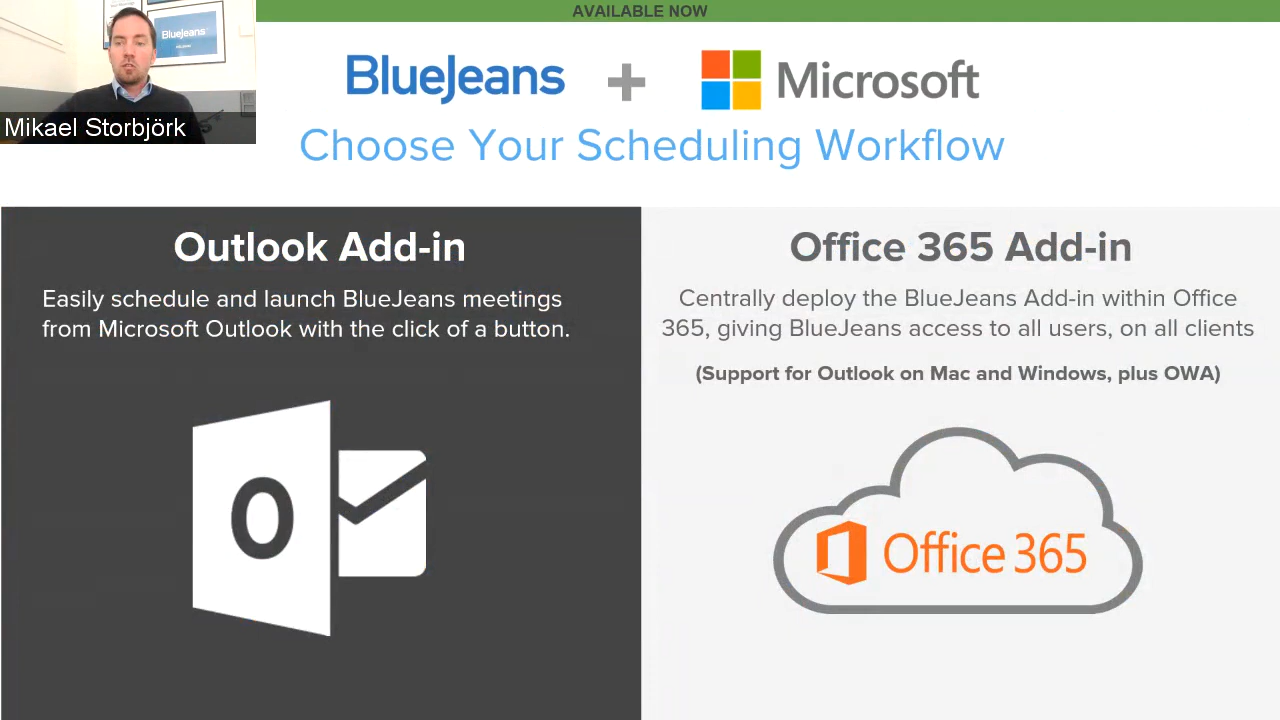 AVAILABLE NOW
BlueJeans
Mikael Storbjörk
BlueJeans + Microsoft
Choose Your Scheduling Workflow
Outlook Add-in
Easily schedule and launch BlueJeans meetings
from Microsoft Outlook with the click of a button.
O
Office 365 Add-in
Centrally deploy the BlueJeans Add-in within Office
365, giving BlueJeans access to all users, on all clients
(Support for Outlook on Mac and Windows, plus OWA)
Office 365